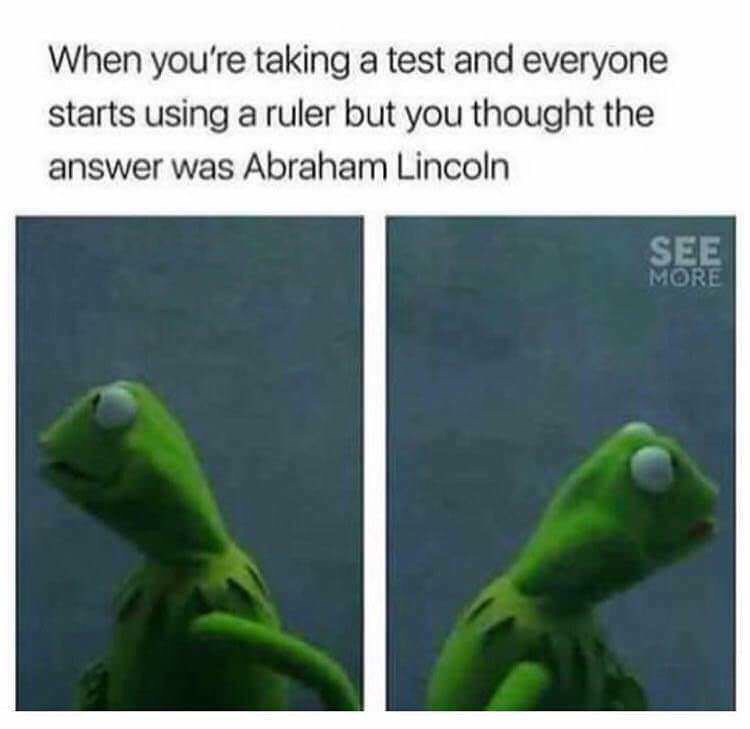 When you're taking a test and everyone
starts using a ruler but you thought the
answer was Abraham Lincoln
SEE
MORE